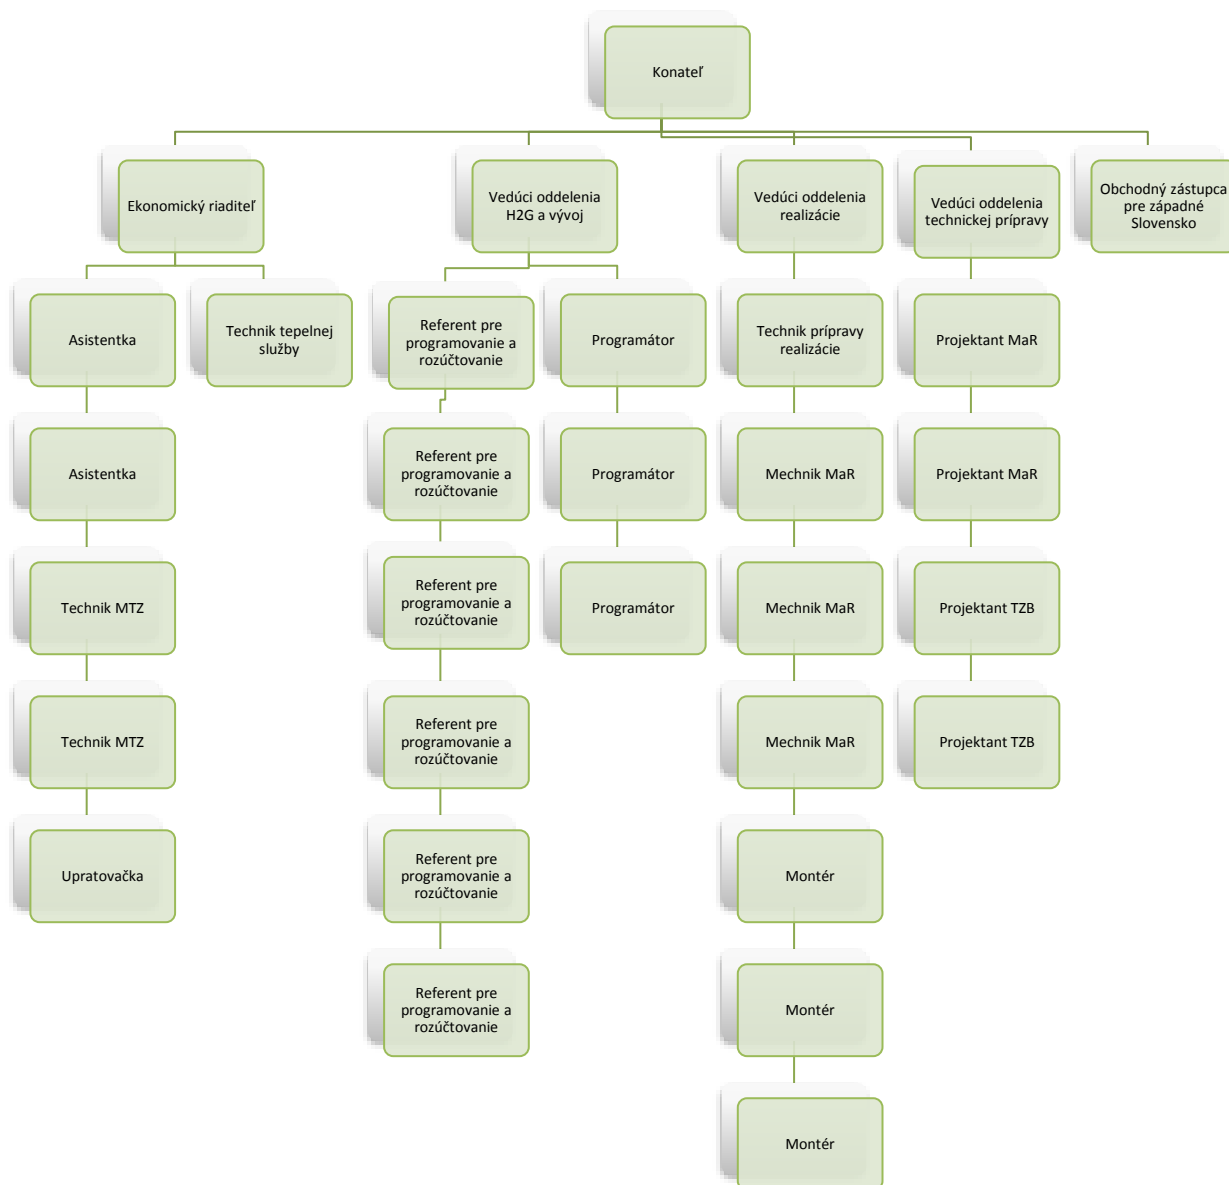 Konateľ
Ekonomický riaditeľ
Vedúci oddelenia
H2G a vývoj
Vedúci oddelenia
realizácie
Vedúci oddelenia
technickej prípravy
Obchodný zástupca
pre západné
Slovensko
Asistentka
Technik tepelnej
služby
Referent pre
programovanie a
rozúčtovanie
Programátor
Technik prípravy
realizácie
Projektant MaR
Asistentka
Referent pre
programovanie a
rozúčtovanie
Programátor
Mechnik MaR
Projektant MaR
Technik MTZ
Referent pre
programovanie a
rozúčtovanie
Programátor
Mechnik MaR
Projektant TZB
Technik MTZ
Referent pre
programovanie a
rozúčtovanie
Mechnik MaR
Projektant TZB
Upratovačka
Referent pre
programovanie a
rozúčtovanie
Montér
Referent pre
programovanie a
rozúčtovanie
Montér
Montér